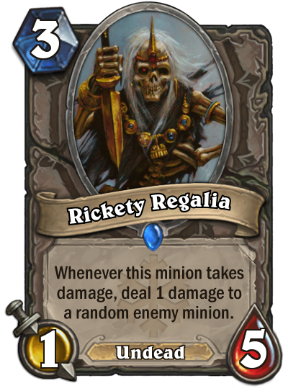 3
Rickety Regalia
Whenever this minion takes
damage, deal 1 damage to
a random enemy minion.
1
Undead
5